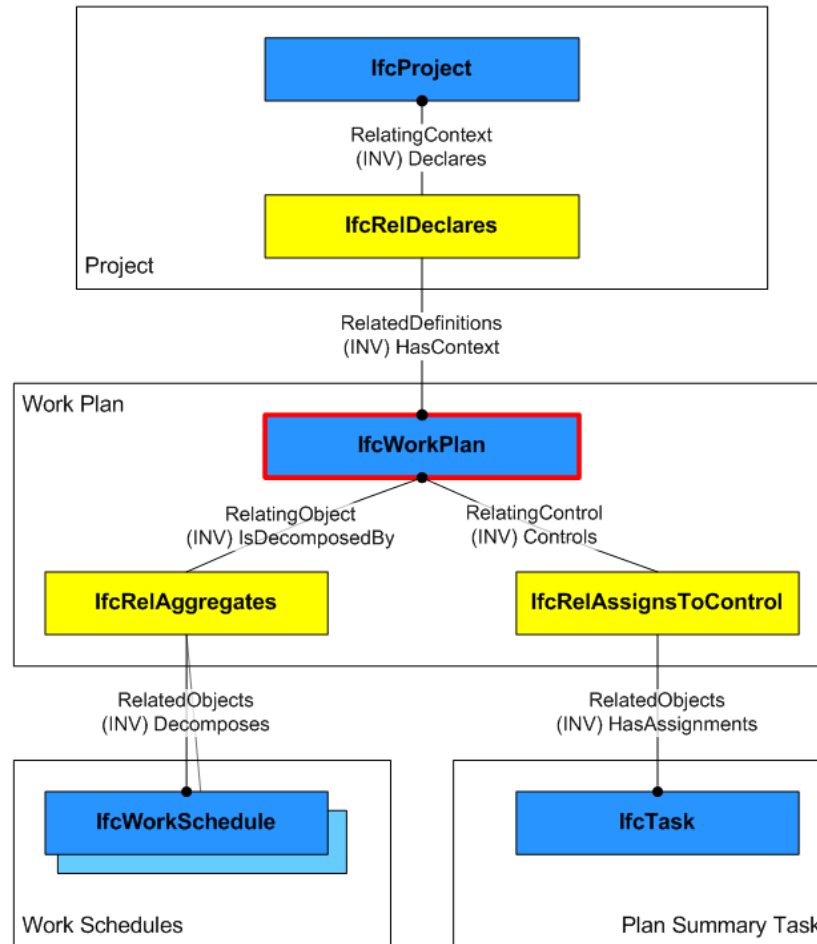 IfcProject
RelatingContext
(INV) Declares
IfcRelDeclares
Project
RelatedDefinitions
(INV) HasContext
Work Plan
IfcWorkPlan
RelatingObject
(INV) IsDecomposedBy
RelatingControl
(INV) Controls
IfcRelAggregates
IfcRelAssignsToControl
RelatedObjects
(INV) Decomposes
RelatedObjects
(INV) HasAssignments
IfcWorkSchedule
IfcTask
Work Schedules
Plan Summary Task